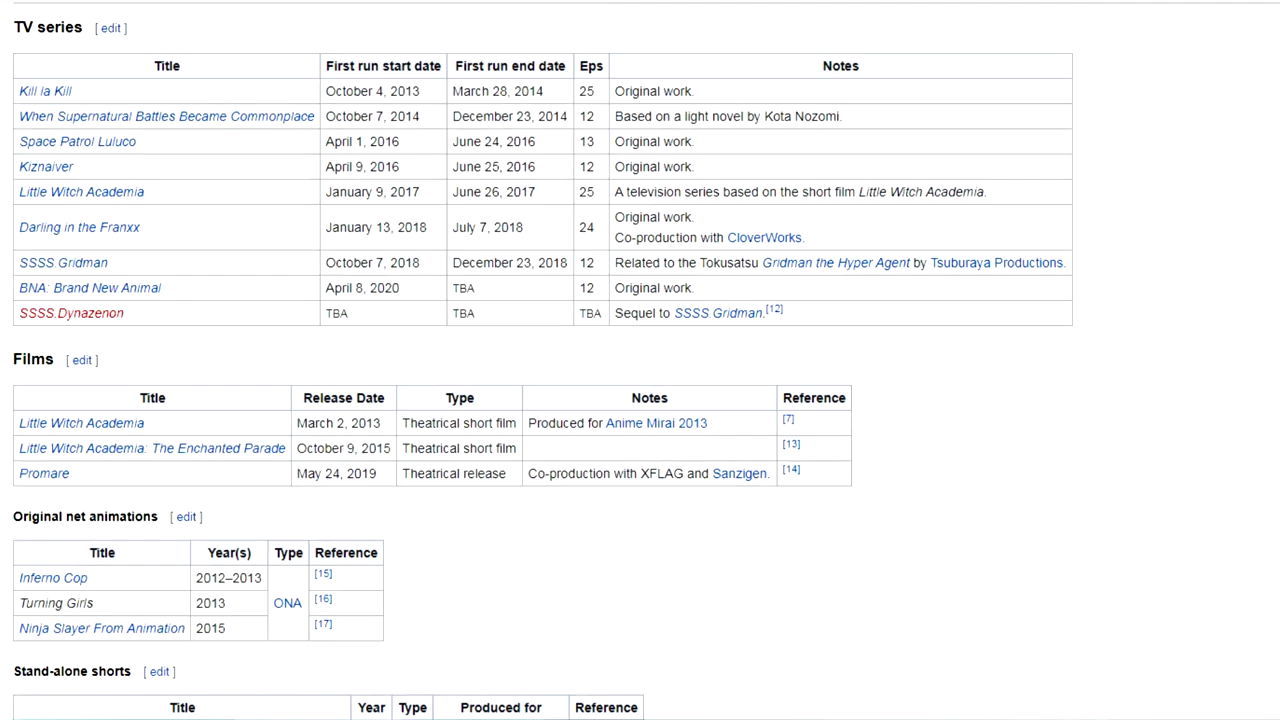 TV series [ edit ]
Title First run start date First run end date Eps Notes
Kill la Kill October 4, 2013 March 28, 2014 25 Original work.
When Supernatural Battles Became Commonplace October 7, 2014 December 23, 2014 12 Based on a light novel by Kota Nozomi.
Space Patrol Luluco April 1, 2016 June 24, 2016 13 Original work.
Kiznaiver April 9, 2016 June 25, 2016 12 Original work.
Little Witch Academia January 9, 2017 June 26, 2017 25 A television series based on the short film Little Witch Academia.
Darling in the Franxx January 13, 2018 July 7, 2018 24 Original work.
Co-production with CloverWorks.
SSSS.Gridman October 7, 2018 December 23, 2018 12 Related to the Tokusatsu Gridman the Hyper Agent by Tsuburaya Productions.
BNA: Brand New Animal April 8, 2020 TBA 12 Original work.
SSSS.Dynazenon TBA TBA TBA Sequel to SSSS.Gridman.[12]
Films [ edit ]
Title Release Date Type Notes Reference
Little Witch Academia March 2, 2013 Theatrical short film Produced for Anime Mirai 2013 [7]
Little Witch Academia: The Enchanted Parade October 9, 2015 Theatrical short film [13]
Promare May 24, 2019 Theatrical release Co-production with XFLAG and Sanzigen. [14]
Original net animations [ edit ]
Title Year(s) Type Reference
Inferno Cop 2012–2013 [15]
Turning Girls 2013 ONA [16]
Ninja Slayer From Animation 2015 [17]
Stand-alone shorts [ edit ]
Title Year Type Produced for Reference